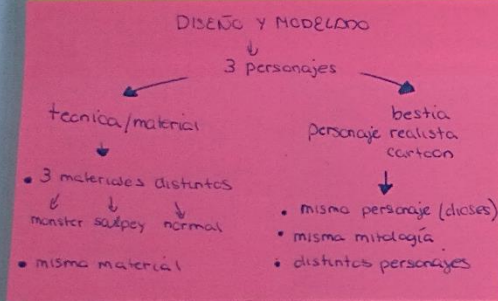 DISEÑO Y MODELADO
3 personajes
tecnica/material
bestia
personaje realista
cartoon
• 3 materiales distintos
monster sculpey normal
• mismo material
• mismo personaje (dioses)
• misma mitología
• distintos personajes